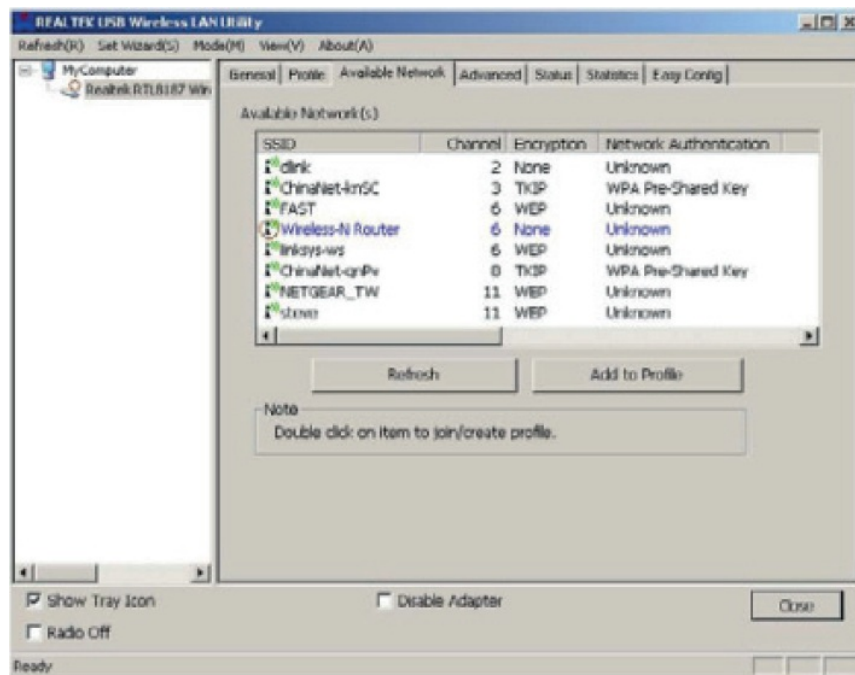 REALTEK USB Wireless LAN Utility
Refresh(R) Set Wizard(S) Mode(M) View(V) About(A)
MyComputer
Realtek RTL8187 Wir
General Profile Available Network Advanced Status Statistics Easy Config
Available Network(s)
SSID Channel Encryption Network Authentication
dlink 2 None Unknown
ChinaNet-knSC 3 TKIP WPA Pre-Shared Key
FAST 6 WEP Unknown
Wireless-N Router 6 None Unknown
linksys-ws 6 WEP Unknown
ChinaNet-qnPv 8 TKIP WPA Pre-Shared Key
NETGEAR_TW 11 WEP Unknown
steve 11 WEP Unknown
Refresh Add to Profile
Note
Double click on item to join/create profile.
Show Tray Icon Disable Adapter Close
Radio Off
Ready